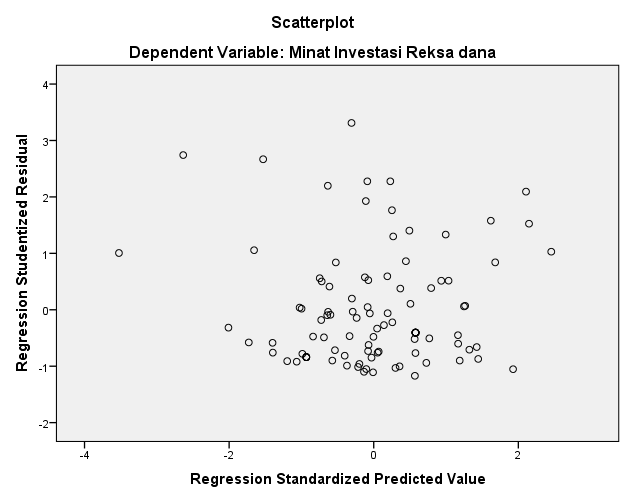 Scatterplot
Dependent Variable: Minat Investasi Reksa dana
Regression Studentized Residual
4
3
2
1
0
-1
-2
-4
-2
0
2
Regression Standardized Predicted Value